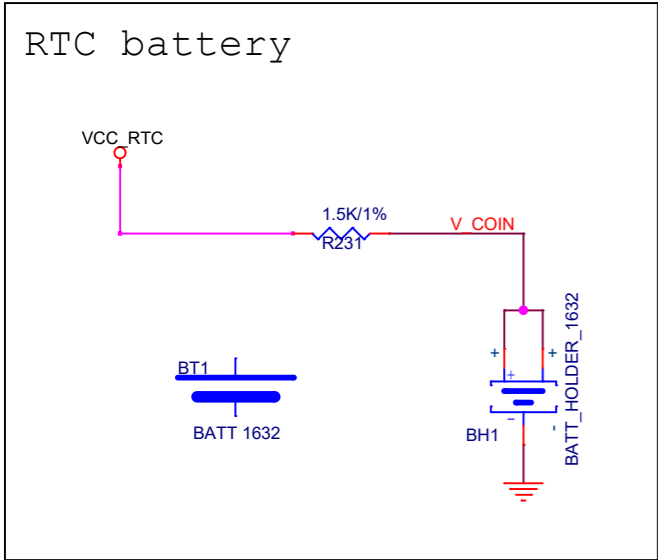 RTC battery
VCC_RTC
1.5K/1%
R231
V_COIN
BT1
BATT 1632
+
+
+
-
-
BH1
BATT_HOLDER_1632